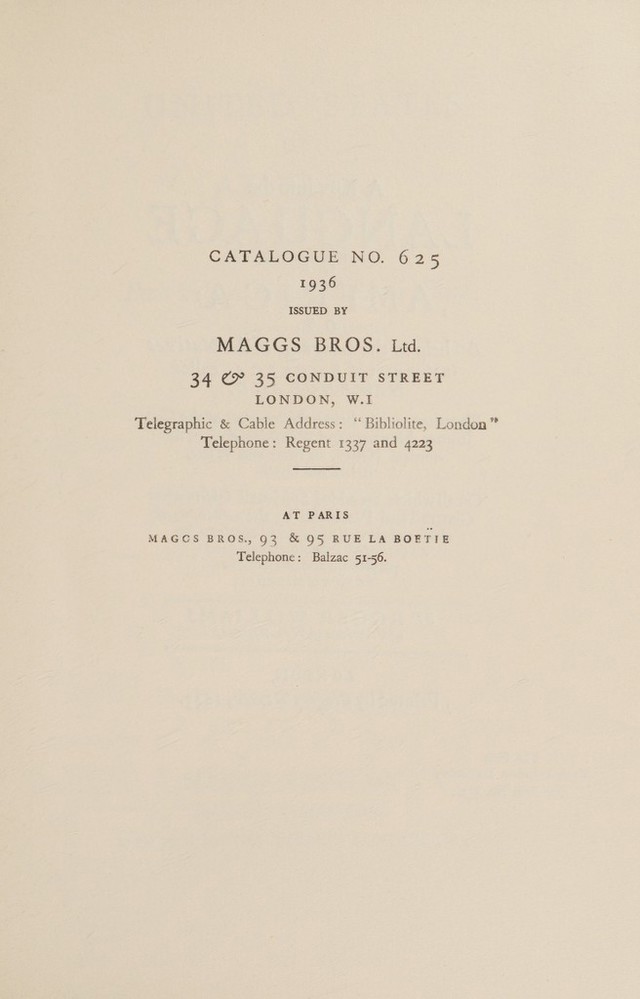 CATALOGUE NO. 625
1936
ISSUED BY
MAGGS BROS. Ltd.
34 & 35 CONDUIT STREET
LONDON, W.I
Telegraphic & Cable Address: “Bibliolite, London”
Telephone: Regent 1337 and 4223
AT PARIS
MAGGS BROS., 93 & 95 RUE LA BOËTIE
Telephone: Balzac 51-56.